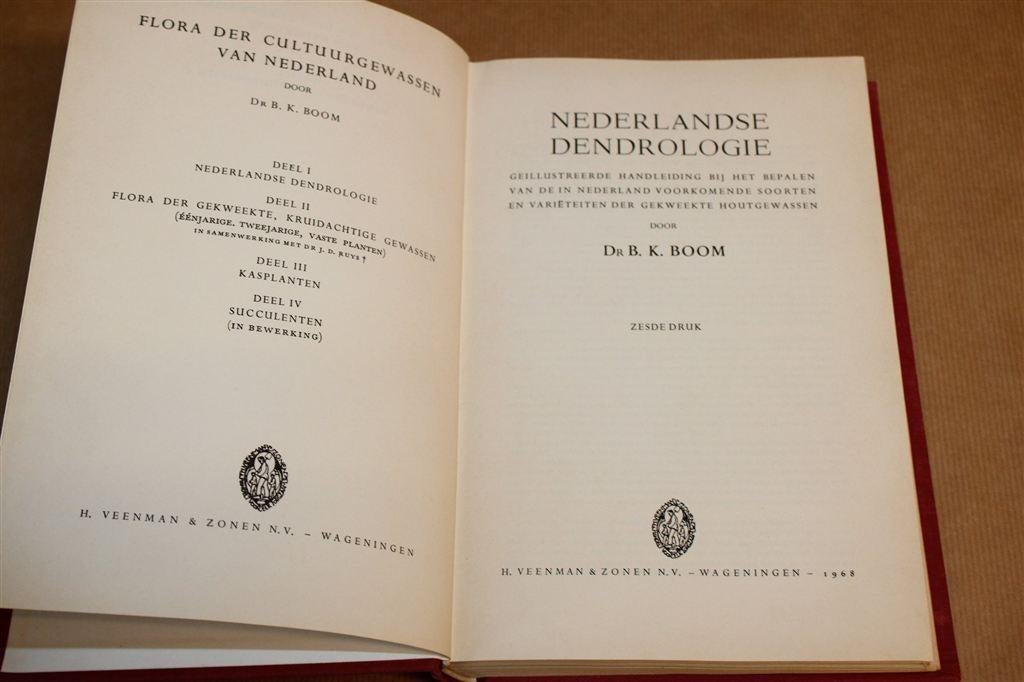 FLORA DER CULTUURGEWASSEN
VAN NEDERLAND
DOOR
DR B. K. BOOM
DEEL I
NEDERLANDSE DENDROLOGIE
DEEL II
FLORA DER GEKWEEKTE, KRUIDACHTIGE GEWASSEN
(ÉÉNJARIGE, TWEEJARIGE, VASTE PLANTEN)
IN SAMENWERKING MET DR J. D. RUYS †
DEEL III
KASPLANTEN
DEEL IV
SUCCULENTEN
(IN BEWERKING)
H. VEENMAN & ZONEN N.V. – WAGENINGEN
NEDERLANDSE
DENDROLOGIE
GEILLUSTREERDE HANDLEIDING BIJ HET BEPALEN
VAN DE IN NEDERLAND VOORKOMENDE SOORTEN
EN VARIËTEITEN DER GEKWEEKTE HOUTGEWASSEN
DOOR
DR B. K. BOOM
ZESDE DRUK
H. VEENMAN & ZONEN N.V. – WAGENINGEN – 1968